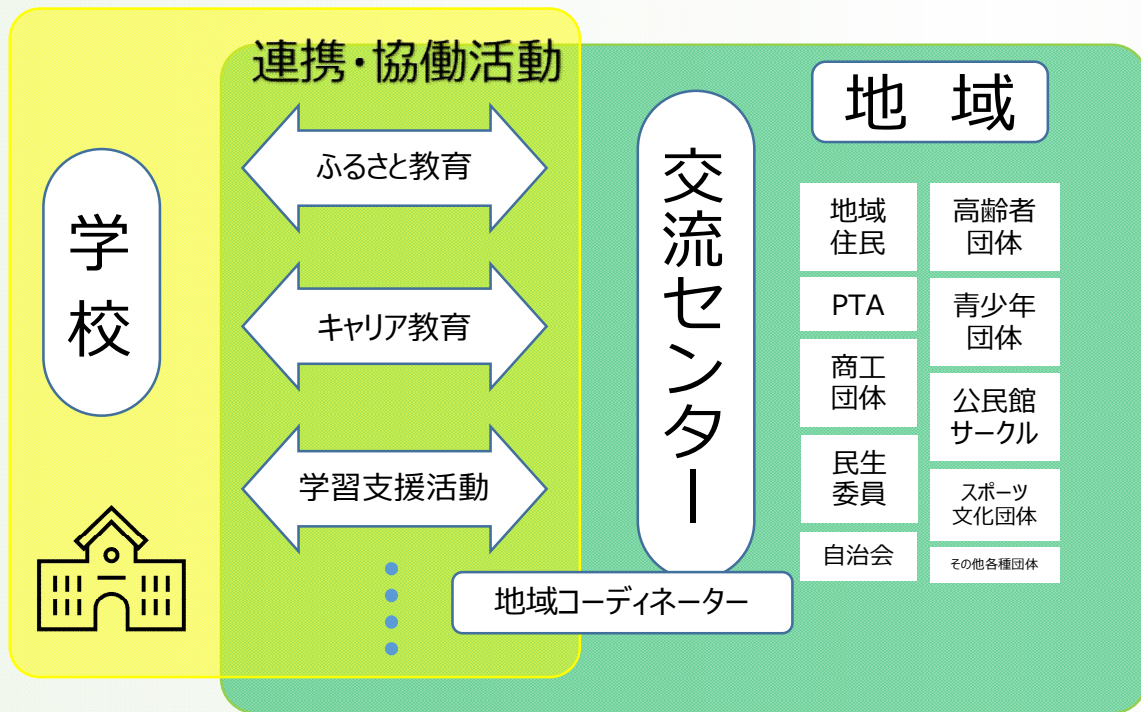 連携・協働活動
学校
ふるさと教育
キャリア教育
学習支援活動
交流センター
地域コーディネーター
地 域
地域
住民
PTA
商工
団体
民生
委員
自治会
高齢者
団体
青少年
団体
公民館
サークル
スポーツ
文化団体
その他各種団体